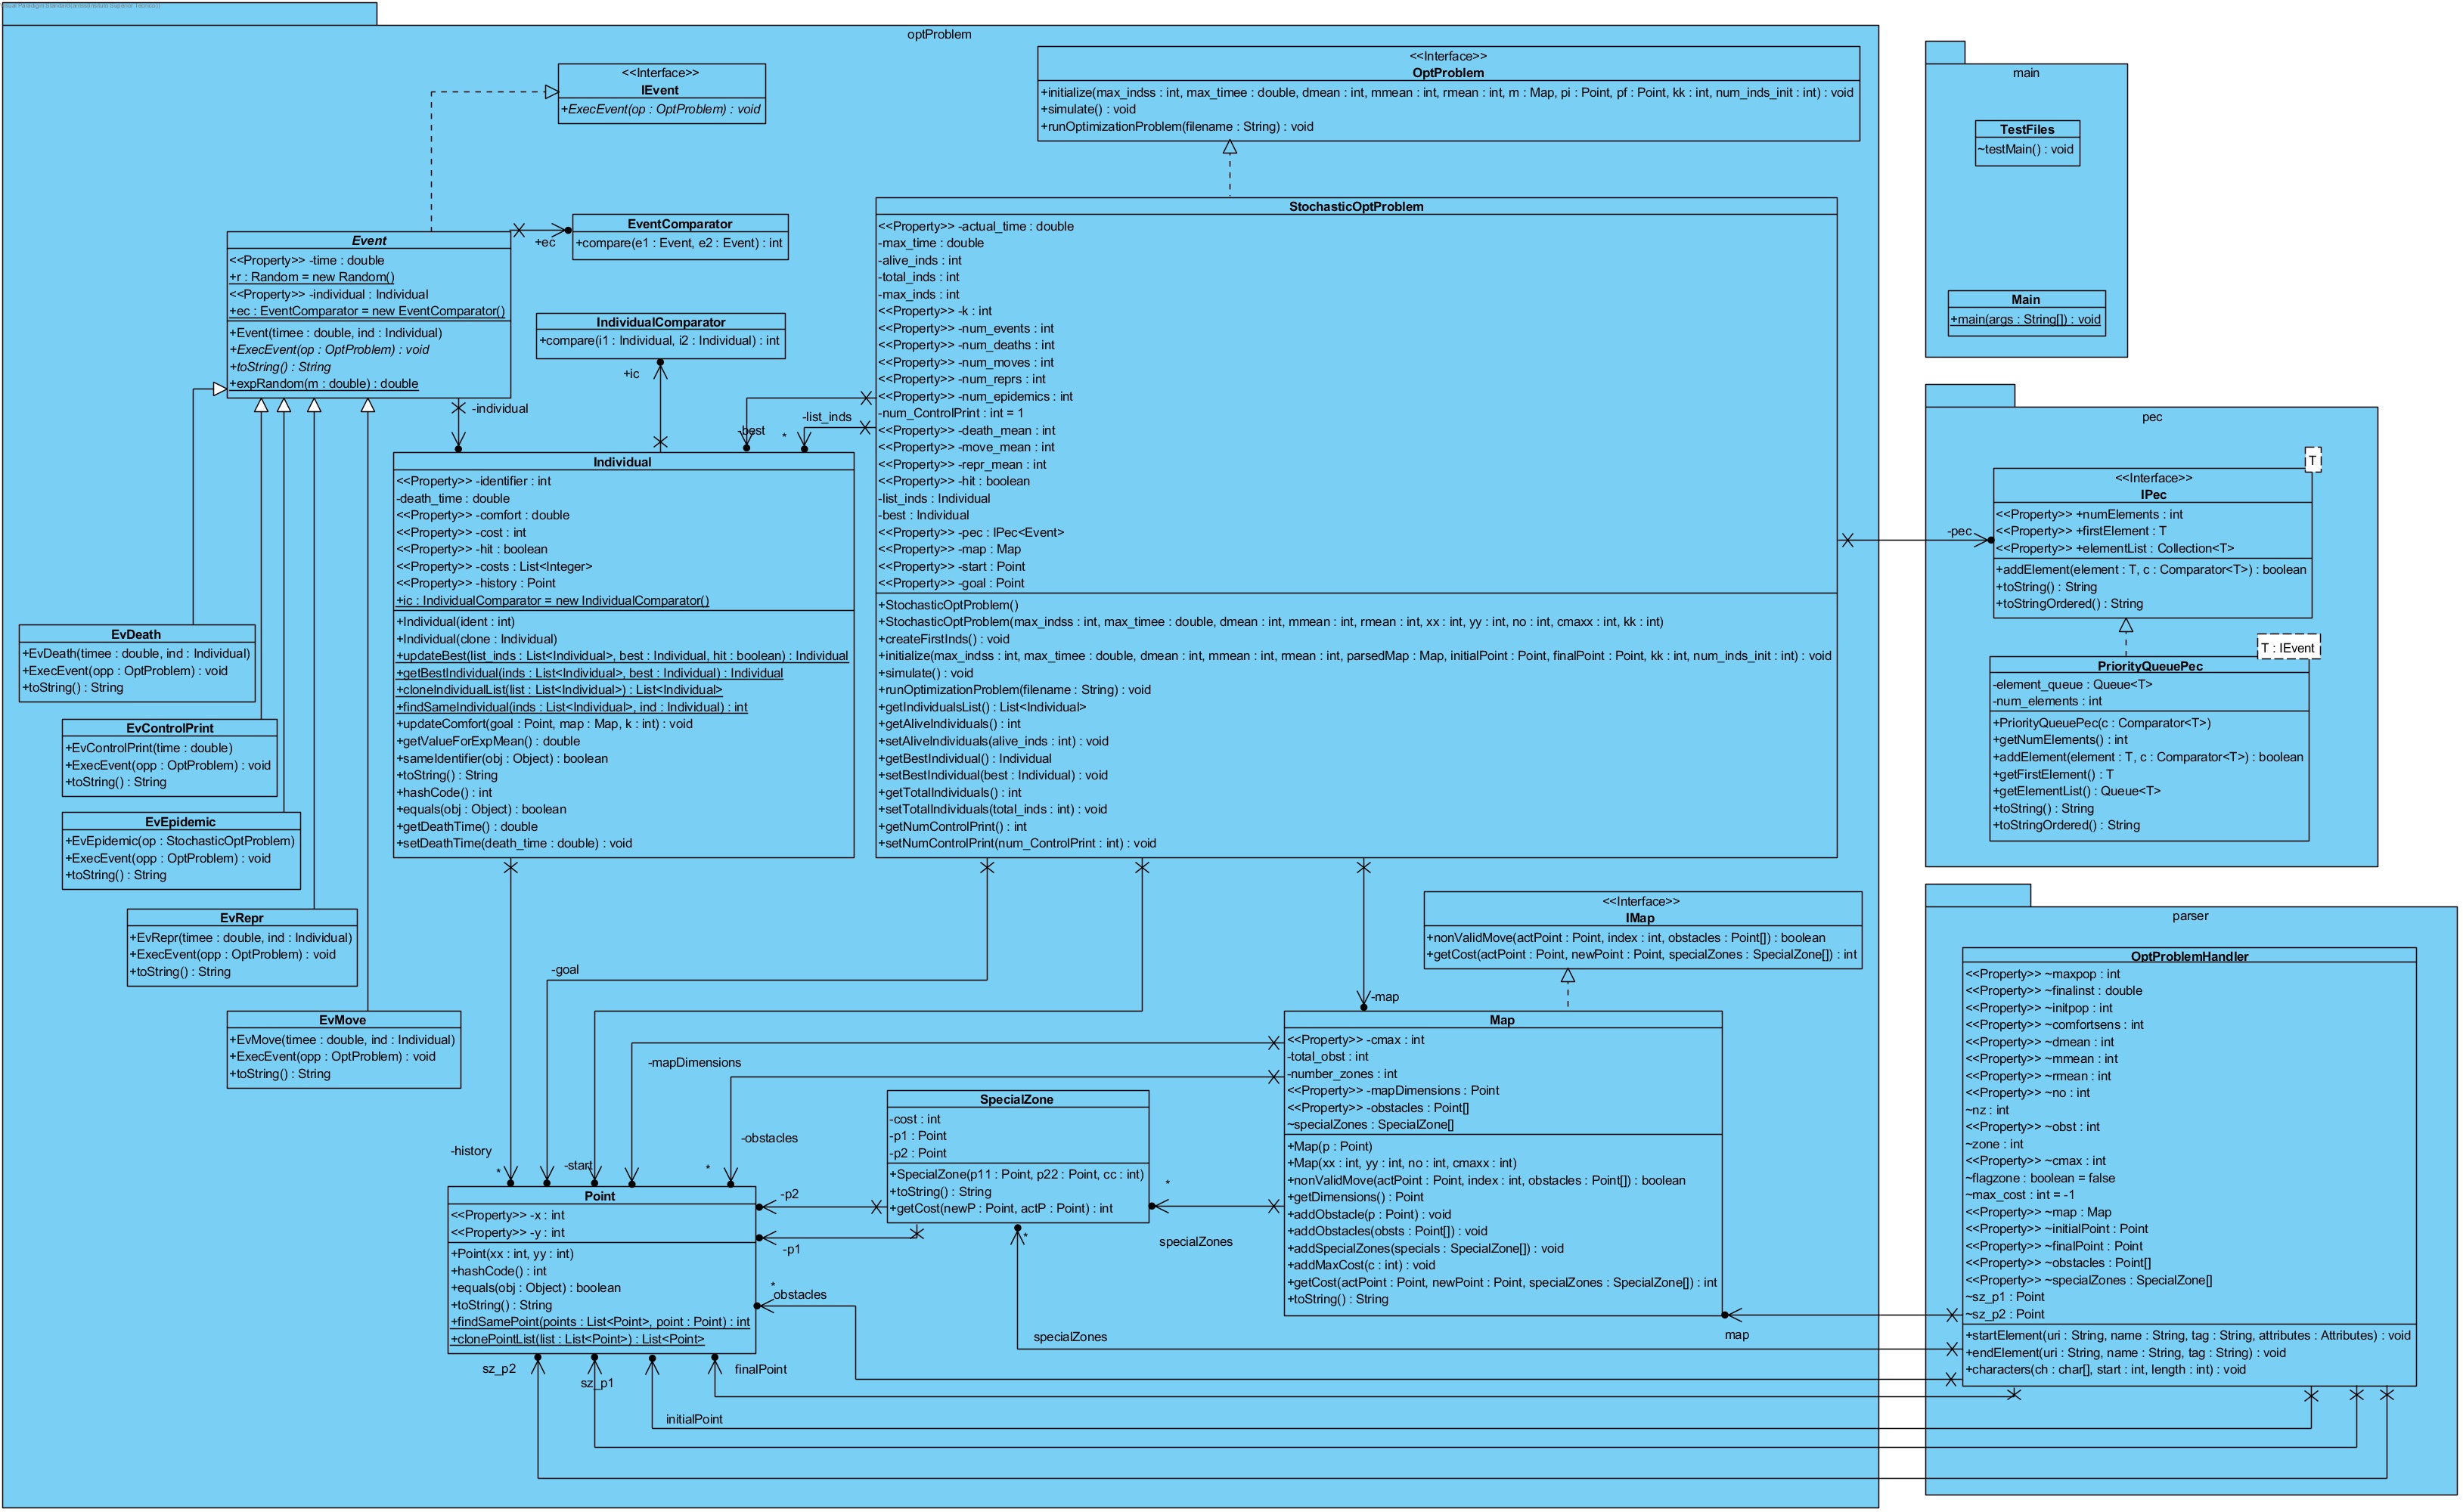 Visual Paradigm Standard(antonio(Instituto Superior Tecnico))
optProblem
<<Interface>>
IEvent
+ExecEvent(op : OptProblem) : void
<<Interface>>
OptProblem
+initialize(max_indss : int, max_timee : double, dmean : int, mmean : int, rmean : int, m : Map, pi : Point, pf : Point, kk : int, num_inds_init : int) : void
+simulate() : void
+runOptimizationProblem(filename : String) : void
Event
<<Property>> -time : double
+r : Random = new Random()
<<Property>> -individual : Individual
+ec : EventComparator = new EventComparator()
+Event(timee : double, ind : Individual)
+ExecEvent(op : OptProblem) : void
+toString() : String
+expRandom(m : double) : double
+ec
EventComparator
+compare(e1 : Event, e2 : Event) : int
IndividualComparator
+compare(i1 : Individual, i2 : Individual) : int
+ic
-individual
-best
-list_inds
*
StochasticOptProblem
<<Property>> -actual_time : double
-max_time : double
-alive_inds : int
-total_inds : int
-max_inds : int
<<Property>> -k : int
<<Property>> -num_events : int
<<Property>> -num_deaths : int
<<Property>> -num_moves : int
<<Property>> -num_reprs : int
<<Property>> -num_epidemics : int
-num_ControlPrint : int = 1
<<Property>> -death_mean : int
<<Property>> -move_mean : int
<<Property>> -repr_mean : int
<<Property>> -hit : boolean
-list_inds : Individual
-best : Individual
<<Property>> -pec : IPec<Event>
<<Property>> -map : Map
<<Property>> -start : Point
<<Property>> -goal : Point
+StochasticOptProblem()
+StochasticOptProblem(max_indss : int, max_timee : double, dmean : int, mmean : int, rmean : int, xx : int, yy : int, no : int, cmaxx : int, kk : int)
+createFirstInds() : void
+initialize(max_indss : int, max_timee : double, dmean : int, mmean : int, rmean : int, parsedMap : Map, initialPoint : Point, finalPoint : Point, kk : int, num_inds_init : int) : void
+simulate() : void
+runOptimizationProblem(filename : String) : void
+getIndividualsList() : List<Individual>
+getAliveIndividuals() : int
+setAliveIndividuals(alive_inds : int) : void
+getBestIndividual() : Individual
+setBestIndividual(best : Individual) : void
+getTotalIndividuals() : int
+setTotalIndividuals(total_inds : int) : void
+getNumControlPrint() : int
+setNumControlPrint(num_ControlPrint : int) : void
Individual
<<Property>> -identifier : int
-death_time : double
<<Property>> -comfort : double
<<Property>> -cost : int
<<Property>> -hit : boolean
<<Property>> -costs : List<Integer>
<<Property>> -history : Point
+ic : IndividualComparator = new IndividualComparator()
+Individual(ident : int)
+Individual(clone : Individual)
+updateBest(list_inds : List<Individual>, best : Individual, hit : boolean) : Individual
+getBestIndividual(inds : List<Individual>, best : Individual) : Individual
+cloneIndividualList(list : List<Individual>) : List<Individual>
+findSameIndividual(inds : List<Individual>, ind : Individual) : int
+updateComfort(goal : Point, map : Map, k : int) : void
+getValueForExpMean() : double
+sameIdentifier(obj : Object) : boolean
+toString() : String
+hashCode() : int
+equals(obj : Object) : boolean
+getDeathTime() : double
+setDeathTime(death_time : double) : void
EvDeath
+EvDeath(timee : double, ind : Individual)
+ExecEvent(opp : OptProblem) : void
+toString() : String
EvControlPrint
+EvControlPrint(time : double)
+ExecEvent(opp : OptProblem) : void
+toString() : String
EvEpidemic
+EvEpidemic(op : StochasticOptProblem)
+ExecEvent(opp : OptProblem) : void
+toString() : String
EvRepr
+EvRepr(timee : double, ind : Individual)
+ExecEvent(opp : OptProblem) : void
+toString() : String
EvMove
+EvMove(timee : double, ind : Individual)
+ExecEvent(opp : OptProblem) : void
+toString() : String
<<Interface>>
IMap
+nonValidMove(actPoint : Point, index : int, obstacles : Point[]) : boolean
+getCost(actPoint : Point, newPoint : Point, specialZones : SpecialZone[]) : int
-goal
-map
-mapDimensions
-obstacles
*
-history
*
-start
Map
<<Property>> -cmax : int
-total_obst : int
-number_zones : int
<<Property>> -mapDimensions : Point
<<Property>> -obstacles : Point[]
~specialZones : SpecialZone[]
+Map(p : Point)
+Map(xx : int, yy : int, no : int, cmaxx : int)
+nonValidMove(actPoint : Point, index : int, obstacles : Point[]) : boolean
+getDimensions() : Point
+addObstacle(p : Point) : void
+addObstacles(obsts : Point[]) : void
+addSpecialZones(specials : SpecialZone[]) : void
+addMaxCost(c : int) : void
+getCost(actPoint : Point, newPoint : Point, specialZones : SpecialZone[]) : int
+toString() : String
SpecialZone
-cost : int
-p1 : Point
-p2 : Point
+SpecialZone(p11 : Point, p22 : Point, cc : int)
+toString() : String
+getCost(newP : Point, actP : Point) : int
*
specialZones
*
specialZones
-p2
-p1
*
obstacles
Point
<<Property>> -x : int
<<Property>> -y : int
+Point(xx : int, yy : int)
+hashCode() : int
+equals(obj : Object) : boolean
+toString() : String
+findSamePoint(points : List<Point>, point : Point) : int
+clonePointList(list : List<Point>) : List<Point>
sz_p2
sz_p1
finalPoint
initialPoint
map
main
TestFiles
~testMain() : void
Main
+main(args : String[]) : void
pec
-pec
T
<<Interface>>
IPec
<<Property>> +numElements : int
<<Property>> +firstElement : T
<<Property>> +elementList : Collection<T>
+addElement(element : T, c : Comparator<T>) : boolean
+toString() : String
+toStringOrdered() : String
T : IEvent
PriorityQueuePec
-element_queue : Queue<T>
-num_elements : int
+PriorityQueuePec(c : Comparator<T>)
+getNumElements() : int
+addElement(element : T, c : Comparator<T>) : boolean
+getFirstElement() : T
+getElementList() : Queue<T>
+toString() : String
+toStringOrdered() : String
parser
OptProblemHandler
<<Property>> ~maxpop : int
<<Property>> ~finalinst : double
<<Property>> ~initpop : int
<<Property>> ~comfortsens : int
<<Property>> ~dmean : int
<<Property>> ~mmean : int
<<Property>> ~rmean : int
<<Property>> ~no : int
~nz : int
<<Property>> ~obst : int
~zone : int
<<Property>> ~cmax : int
~flagzone : boolean = false
~max_cost : int = -1
<<Property>> ~map : Map
<<Property>> ~initialPoint : Point
<<Property>> ~finalPoint : Point
<<Property>> ~obstacles : Point[]
<<Property>> ~specialZones : SpecialZone[]
~sz_p1 : Point
~sz_p2 : Point
+startElement(uri : String, name : String, tag : String, attributes : Attributes) : void
+endElement(uri : String, name : String, tag : String) : void
+characters(ch : char[], start : int, length : int) : void